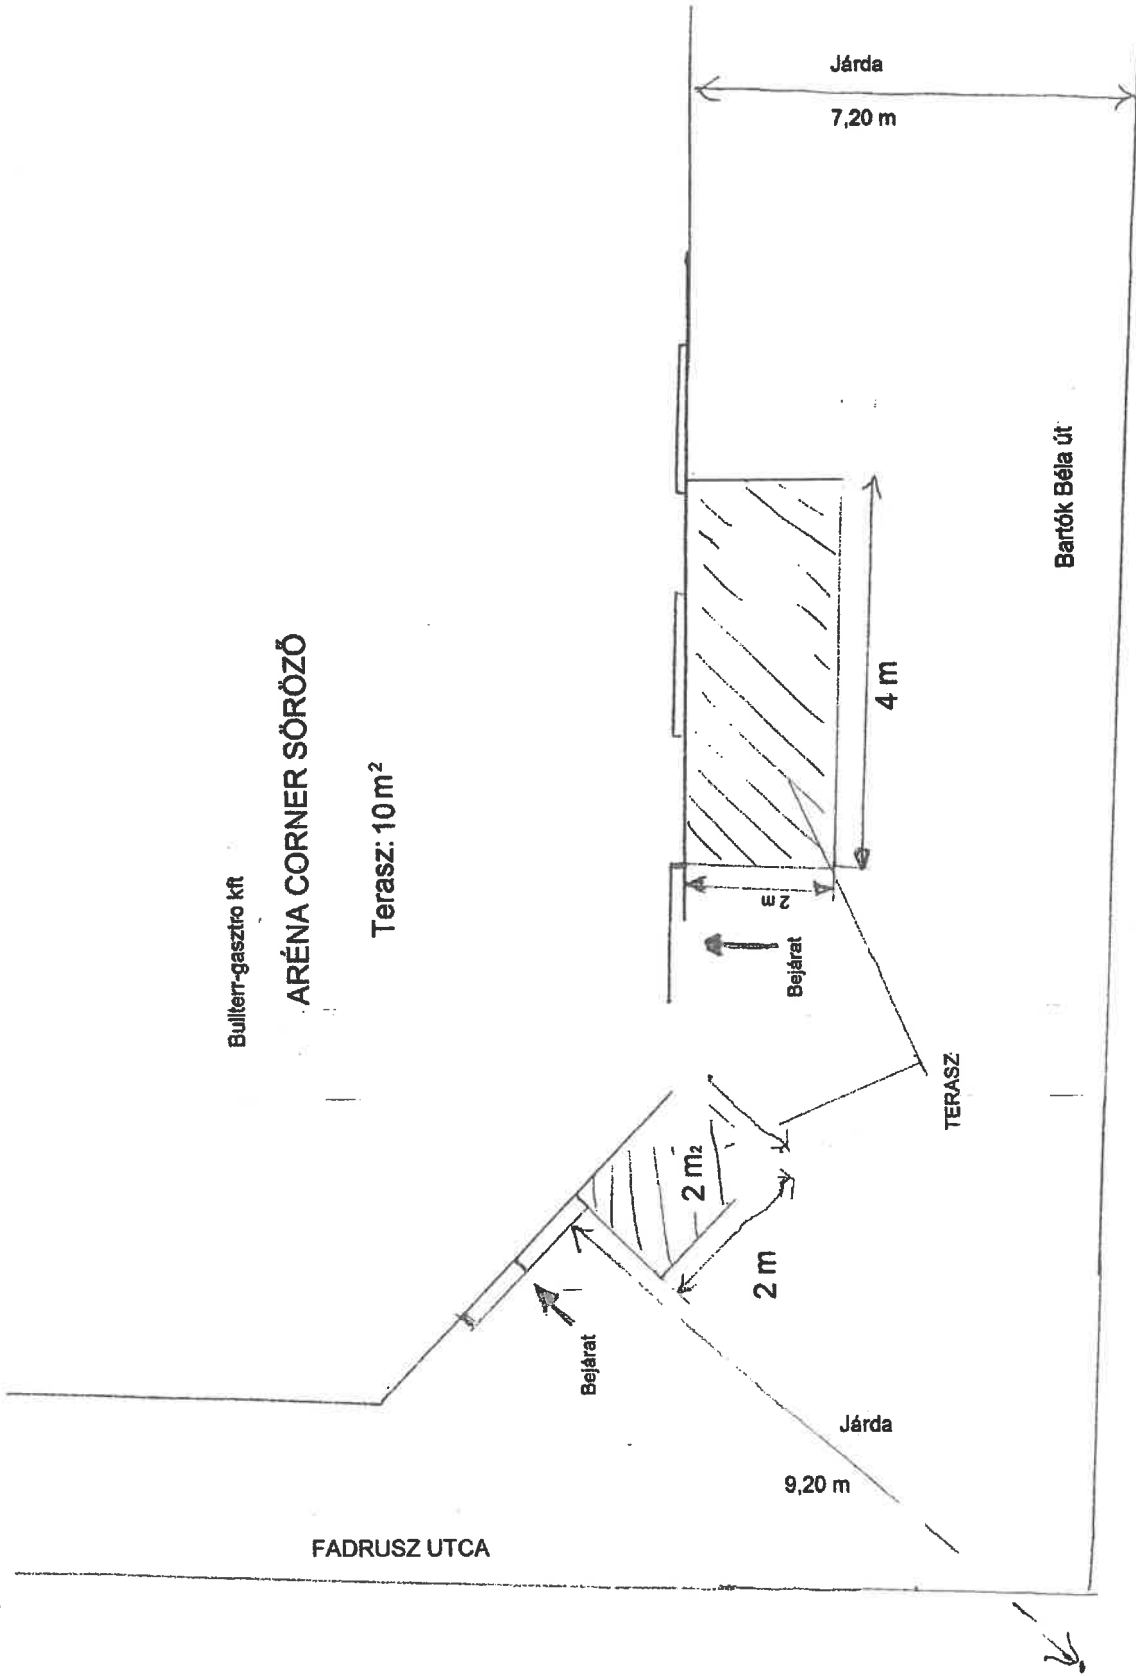 Bullterr-gasztro kft
ARÉNA CORNER SÖRÖZŐ
Terasz: 10 m²
Járda
7,20 m
Bartók Béla út
4 m
2 m
Bejárat
TERASZ
2 m2
2 m
Bejárat
Járda
9,20 m
FADRUSZ UTCA